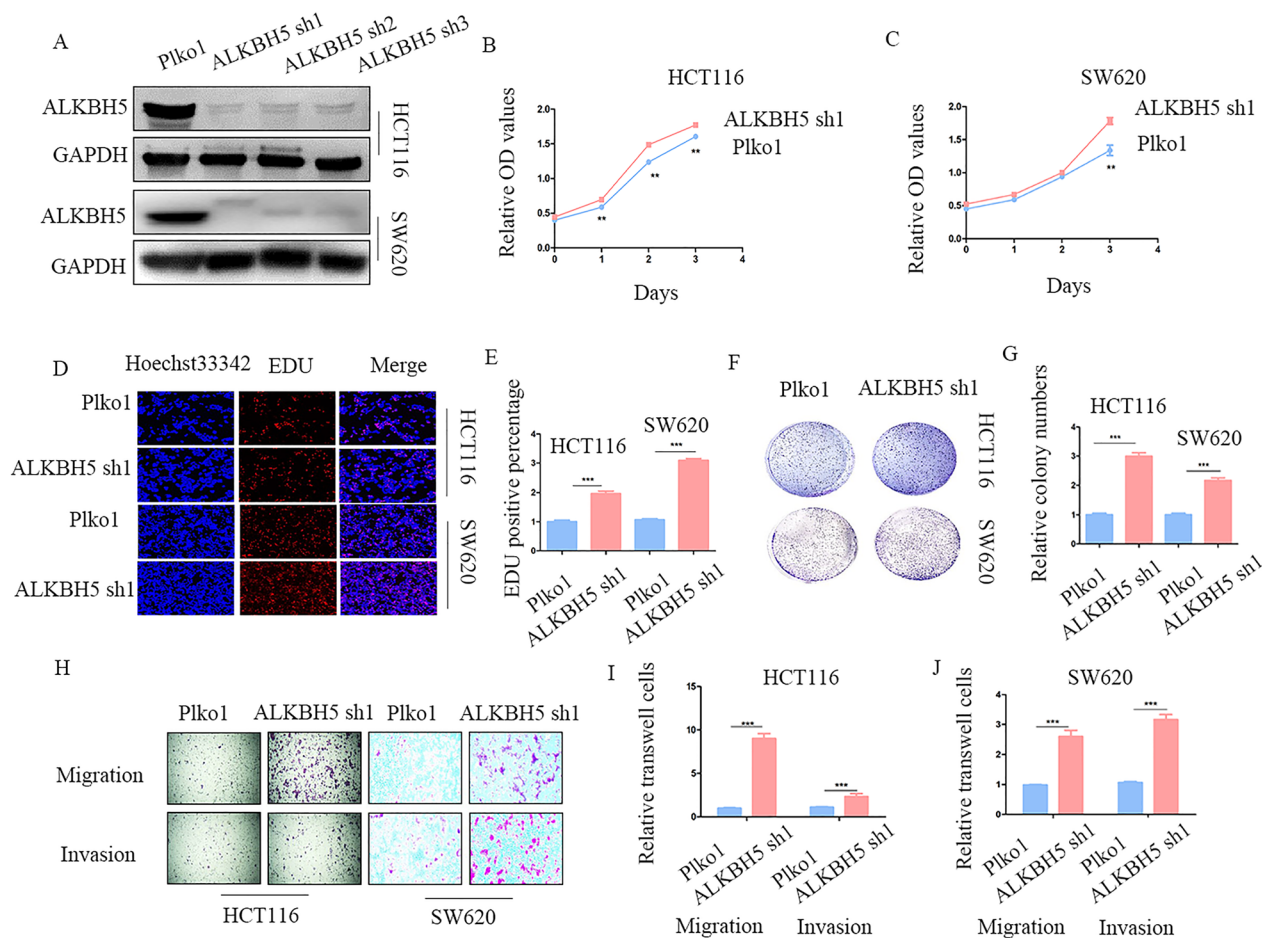 A
Plko1
ALKBH5 sh1
ALKBH5 sh2
ALKBH5 sh3
ALKBH5
GAPDH
HCT116
ALKBH5
GAPDH
SW620
B
HCT116
Relative OD values
2.0
1.5
1.0
0.5
0.0
0 1 2 3 4
** ** **
ALKBH5 sh1
Plko1
Days
C
SW620
Relative OD values
2.0
1.5
1.0
0.5
0.0
0 1 2 3 4
**
ALKBH5 sh1
Plko1
Days
D
Hoechst33342 EDU Merge
Plko1
ALKBH5 sh1
HCT116
Plko1
ALKBH5 sh1
SW620
E
EDU positive percentage
4
3
2
1
0
HCT116
***
SW620
***
Plko1
ALKBH5 sh1
Plko1
ALKBH5 sh1
F
Plko1 ALKBH5 sh1
HCT116
SW620
G
Relative colony numbers
4
3
2
1
0
HCT116
***
SW620
***
Plko1
ALKBH5 sh1
Plko1
ALKBH5 sh1
H
Plko1 ALKBH5 sh1 Plko1 ALKBH5 sh1
Migration
Invasion
HCT116 SW620
I
HCT116
Relative transwell cells
15
10
5
0
***
***
Plko1
ALKBH5 sh1
Plko1
ALKBH5 sh1
Migration Invasion
J
SW620
Relative transwell cells
4
3
2
1
0
***
***
Plko1
ALKBH5 sh1
Plko1
ALKBH5 sh1
Migration Invasion